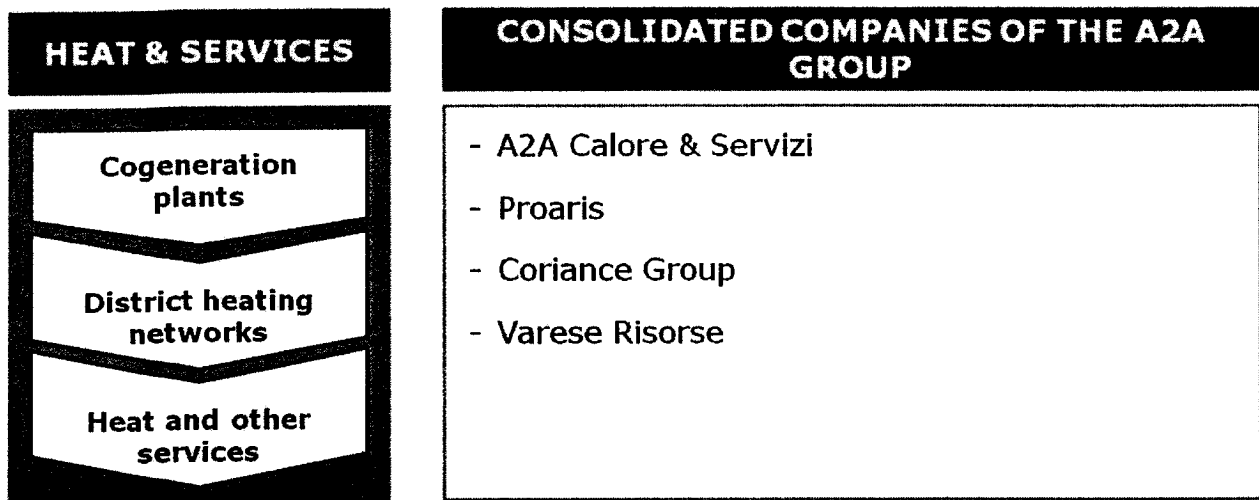 HEAT & SERVICES
Cogeneration
plants
District heating
networks
Heat and other
services
CONSOLIDATED COMPANIES OF THE A2A
GROUP
- A2A Calore & Servizi
- Proaris
- Coriance Group
- Varese Risorse